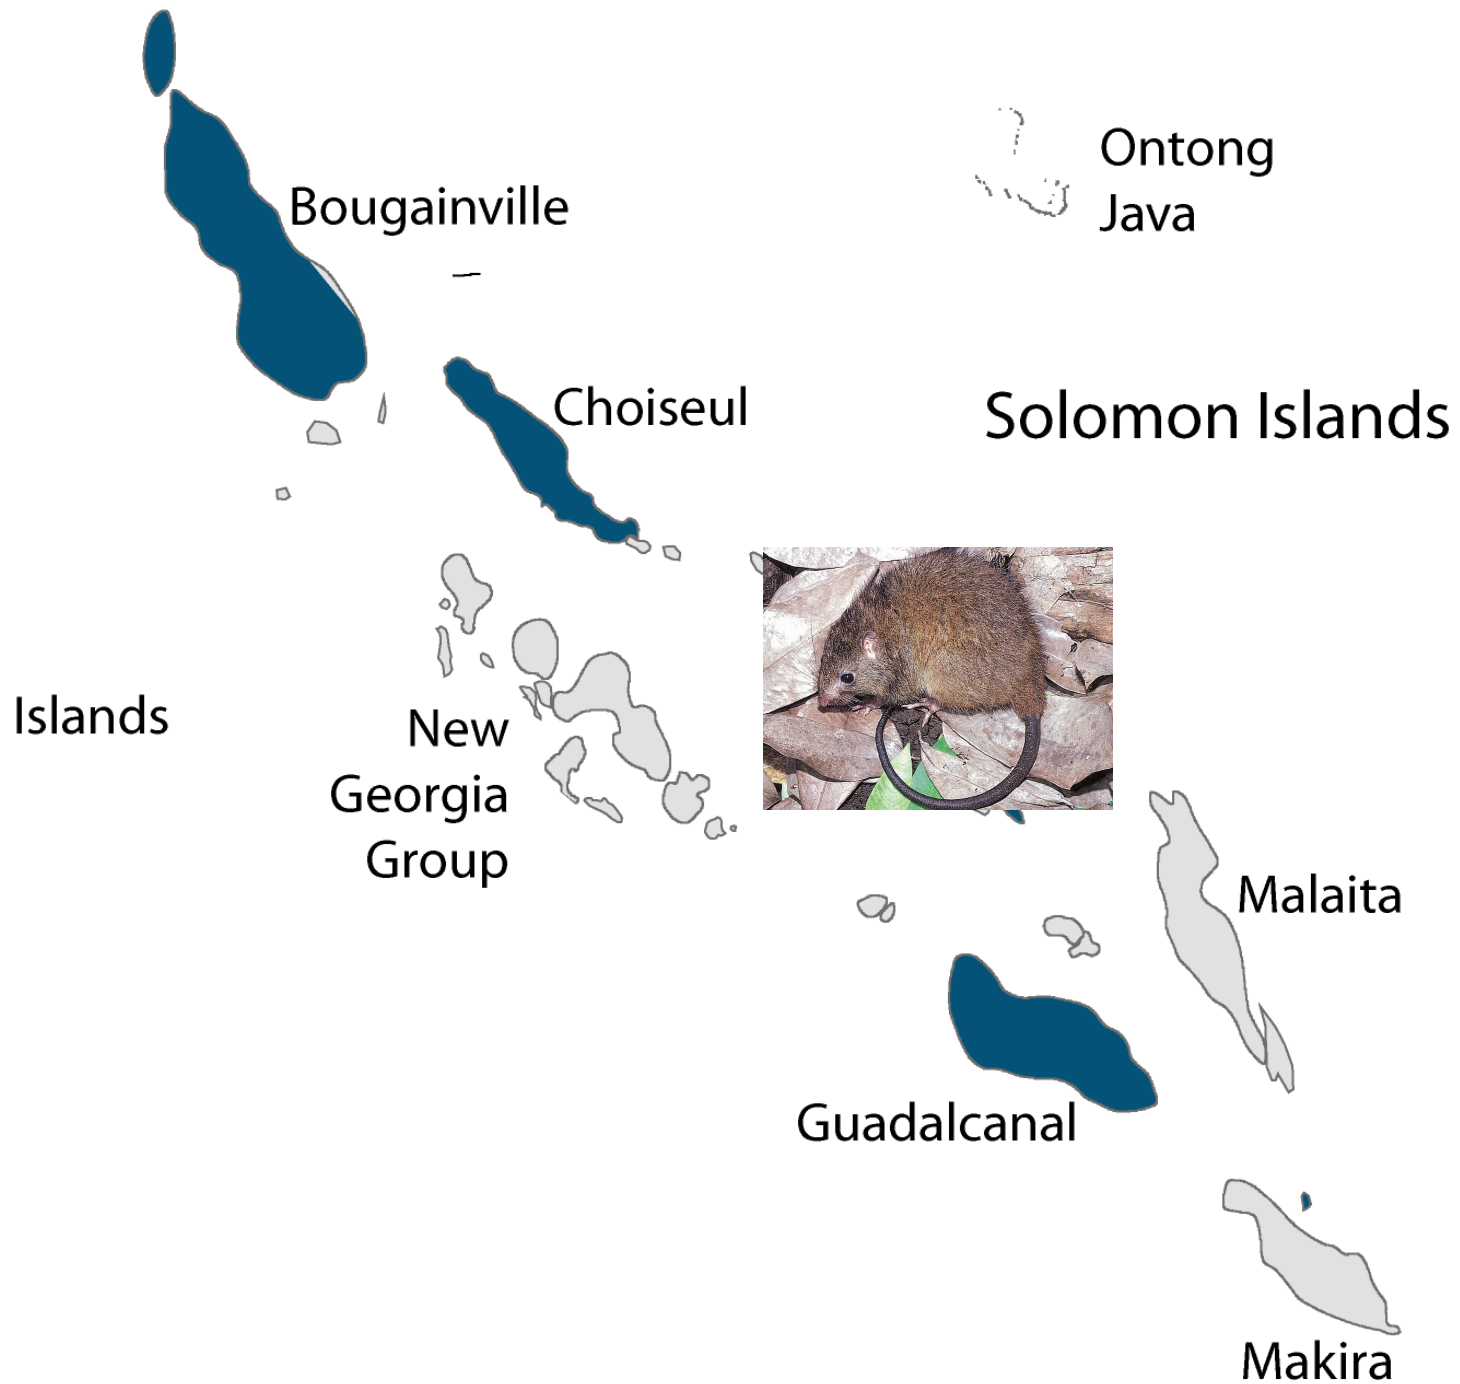 Ontong
Java
Bougainville
Choiseul
Solomon Islands
Islands
New
Georgia
Group
Malaita
Guadalcanal
Makira